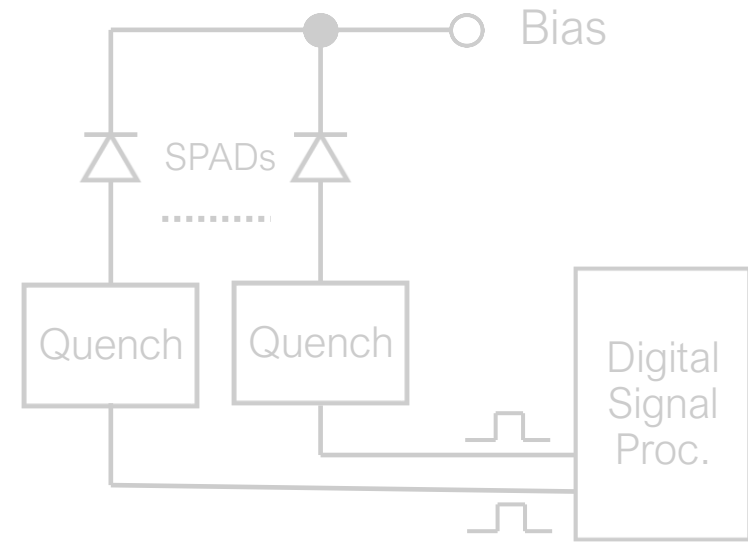 Bias
SPADs
Quench
Quench
Digital
Signal
Proc.